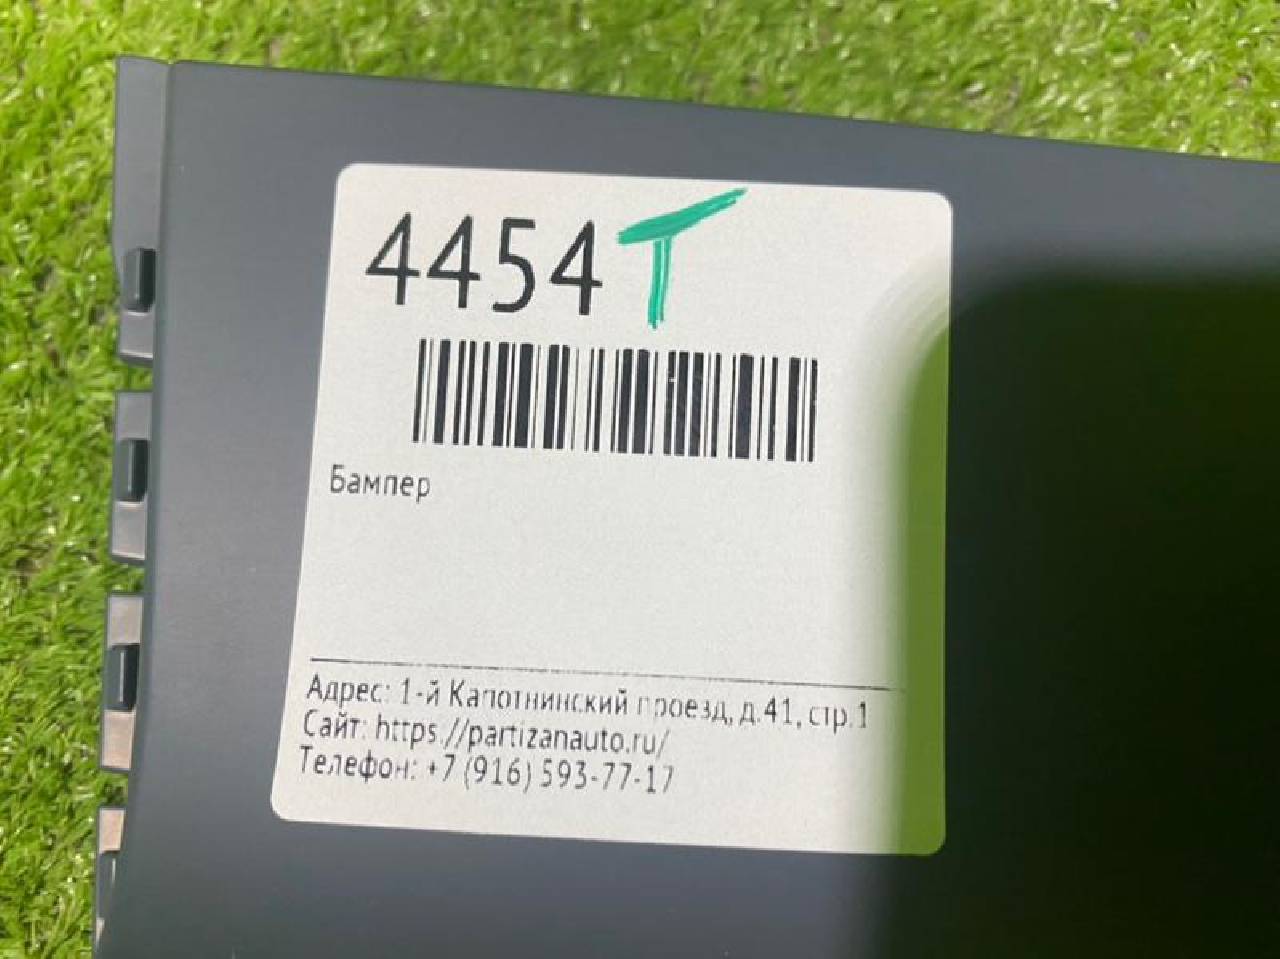 4454 T
Бампер
Адрес: 1-й Капотнинский проезд, д.41, стр.1
Сайт: https://partizanauto.ru/
Телефон: +7 (916) 593-77-17